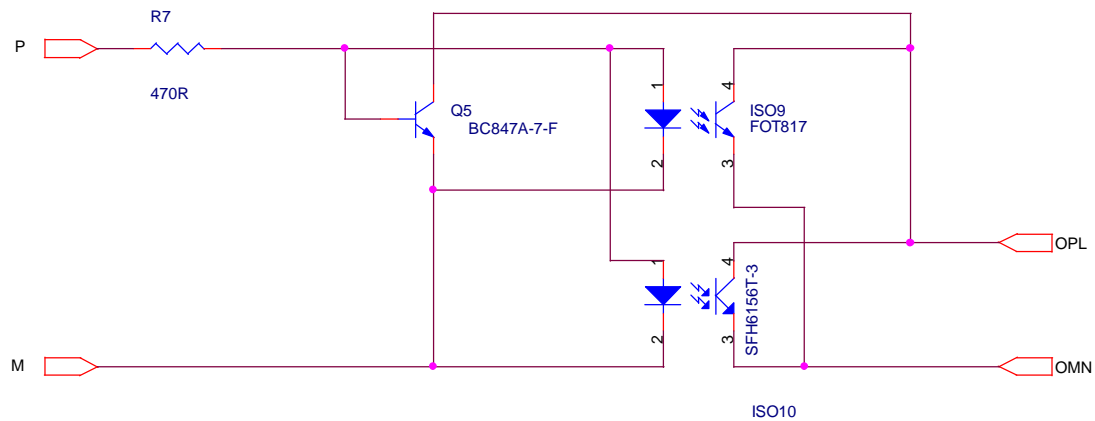 R7
P
470R
Q5
BC847A-7-F
1
2
4
3
ISO9
FOT817
OPL
1
2
4
3
SFH6156T-3
M
OMN
ISO10